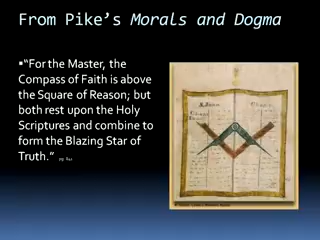 From Pike's Morals and Dogma
▪"For the Master, the
Compass of Faith is above
the Square of Reason; but
both rest upon the Holy
Scriptures and combine to
form the Blazing Star of
Truth." pg.